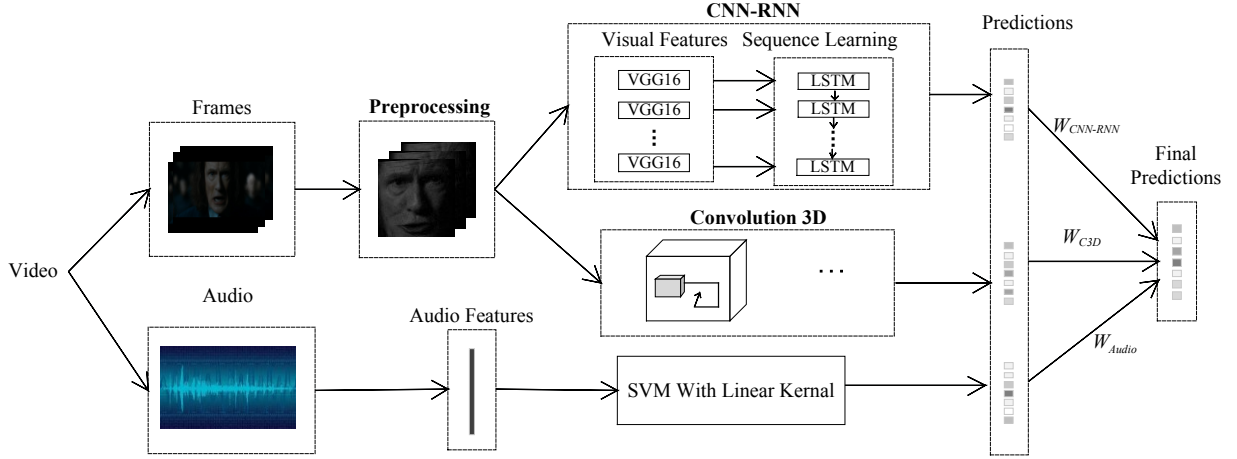 CNN-RNN
Predictions
Visual Features
Sequence Learning
VGG16
LSTM
VGG16
LSTM
⋮
⋮
VGG16
LSTM
Frames
Preprocessing
W_CNN-RNN
Final
Predictions
Convolution 3D
...
W_C3D
Video
Audio
Audio Features
SVM With Linear Kernal
W_Audio